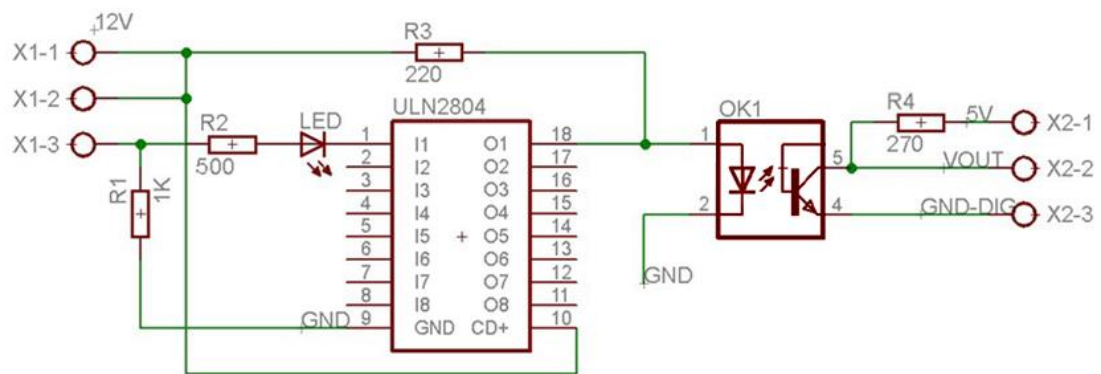 12V
X1-1
X1-2
X1-3
R3
220
R2
500
LED
R1
1K
GND
ULN2804
1 I1 O1 18
2 I2 O2 17
3 I3 O3 16
4 I4 O4 15
5 I5 O5 14
6 I6 O6 13
7 I7 O7 12
8 I8 O8 11
9 GND CD+ 10
OK1
1
2
5
4
GND
R4
270
5V
X2-1
VOUT
X2-2
GND-DIG
X2-3